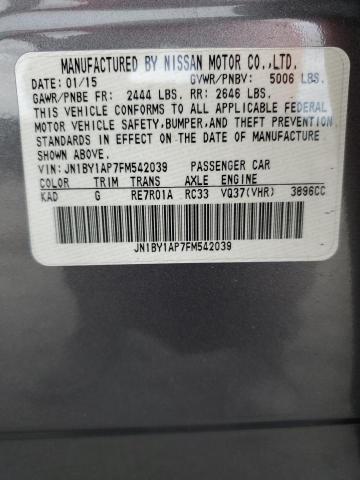 MANUFACTURED BY NISSAN MOTOR CO.,LTD.
DATE: 01/15 GVWR/PNBV: 5006 LBS.
GAWR/PNBE FR: 2444 LBS. RR: 2646 LBS.
THIS VEHICLE CONFORMS TO ALL APPLICABLE FEDERAL
MOTOR VEHICLE SAFETY,BUMPER,AND THEFT PREVENTION
STANDARDS IN EFFECT ON THE DATE OF MANUFACTURE
SHOWN ABOVE.
VIN: JN1BY1AP7FM542039 PASSENGER CAR
COLOR TRIM TRANS AXLE ENGINE
KAD G RE7R01A RC33 VQ37(VHR) 3696CC
JN1BY1AP7FM542039